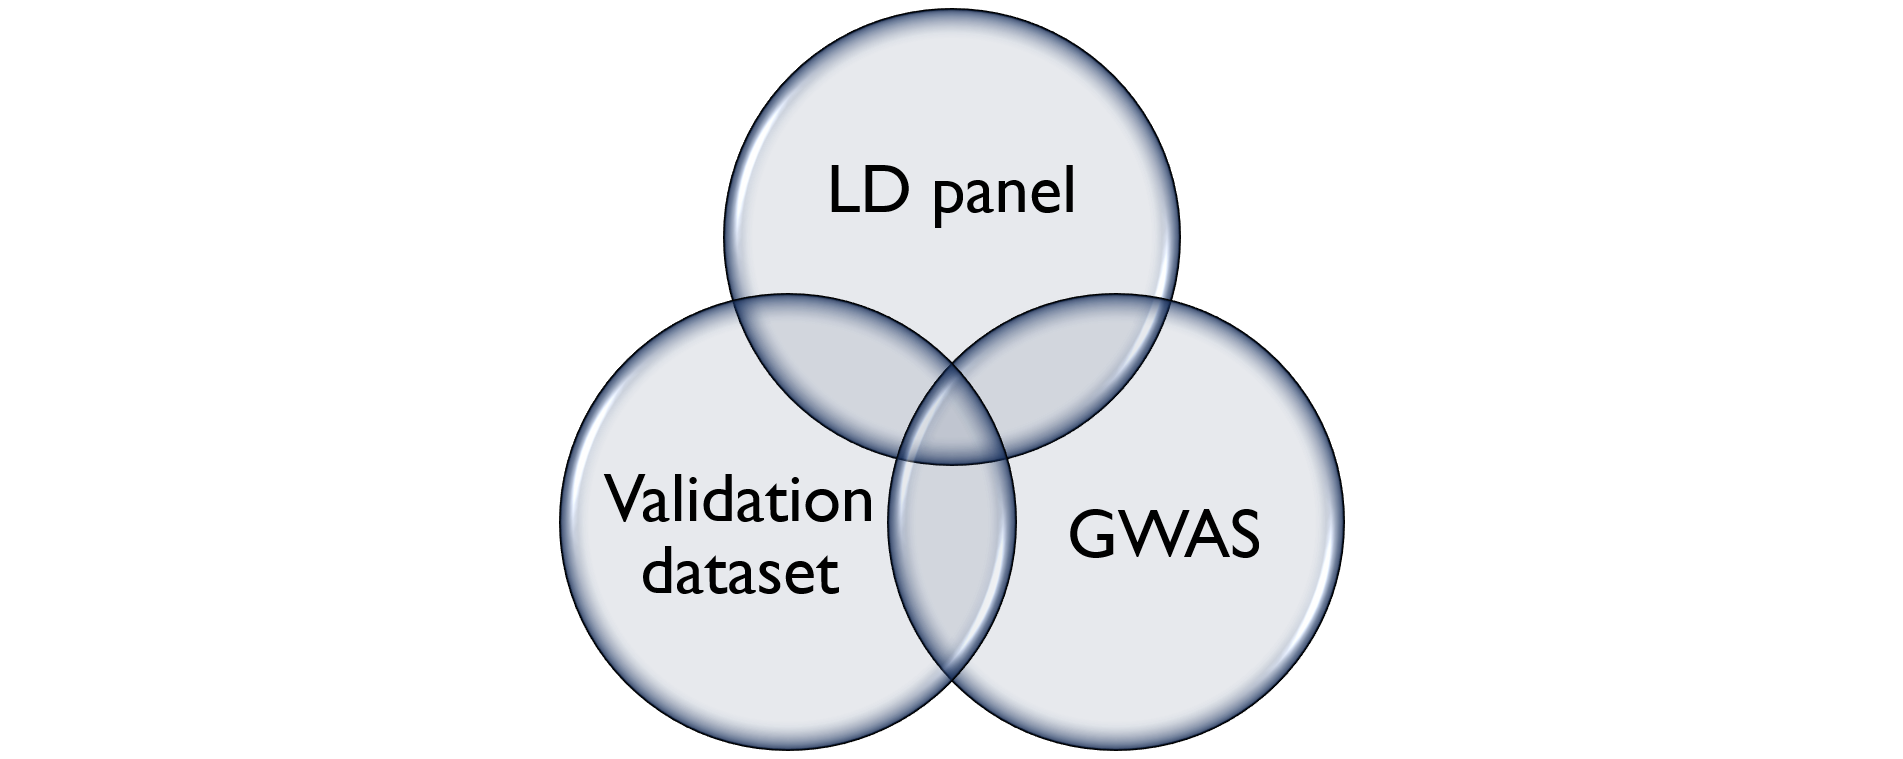 LD panel
Validation
dataset
GWAS